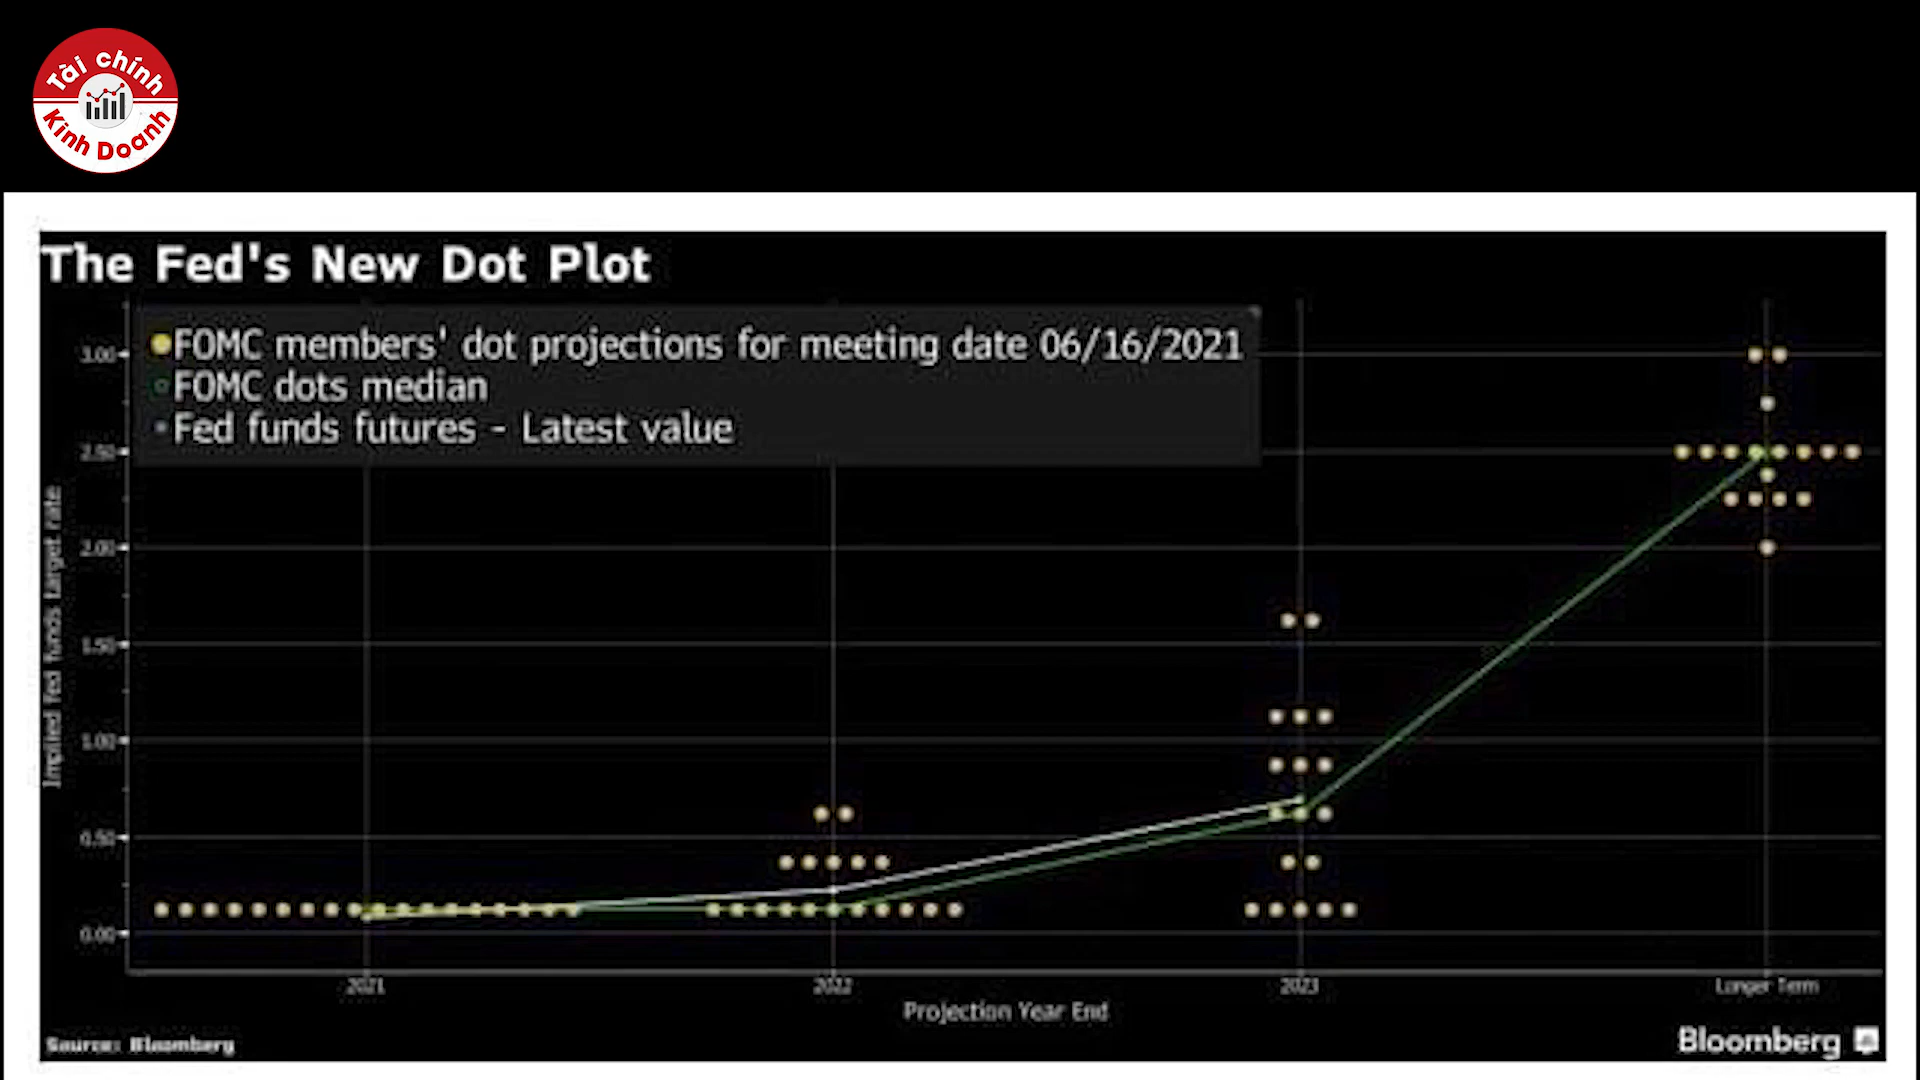 Tài chính
Kinh Doanh
The Fed's New Dot Plot
FOMC members' dot projections for meeting date 06/16/2021
FOMC dots median
Fed funds futures - Latest value
3.00
2.50
2.00
1.50
1.00
0.50
0.00
Implied fed funds target rate
2021
2022
2023
Longer Term
Projection Year End
Source: Bloomberg
Bloomberg